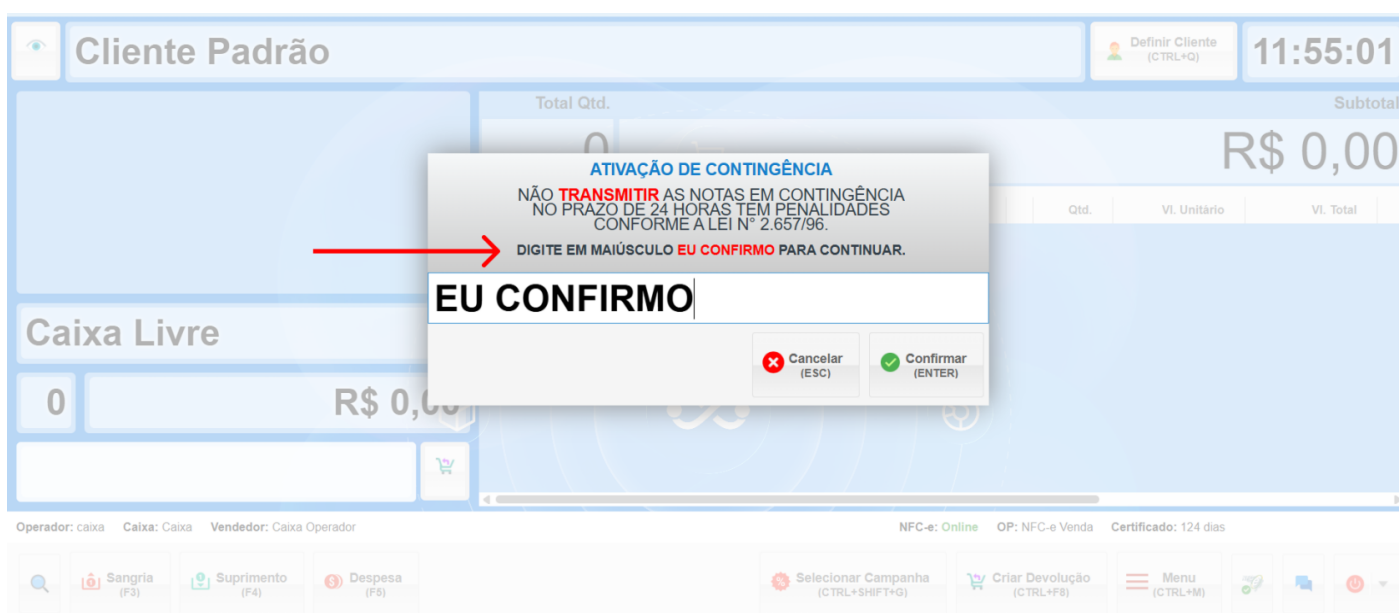 Cliente Padrão
Definir Cliente
(CTRL+Q)
11:55:01
Total Qtd.
Subtotal
0
R$ 0,00
Qtd.
Vl. Unitário
Vl. Total
ATIVAÇÃO DE CONTINGÊNCIA
NÃO TRANSMITIR AS NOTAS EM CONTINGÊNCIA
NO PRAZO DE 24 HORAS TEM PENALIDADES
CONFORME A LEI N° 2.657/96.
DIGITE EM MAIÚSCULO EU CONFIRMO PARA CONTINUAR.
EU CONFIRMO
Cancelar
(ESC)
Confirmar
(ENTER)
Caixa Livre
0
R$ 0,00
Operador: caixa Caixa: Caixa Vendedor: Caixa Operador
NFC-e: Online OP: NFC-e Venda Certificado: 124 dias
Sangria
(F3)
Suprimento
(F4)
Despesa
(F5)
Selecionar Campanha
(CTRL+SHIFT+G)
Criar Devolução
(CTRL+F8)
Menu
(CTRL+M)